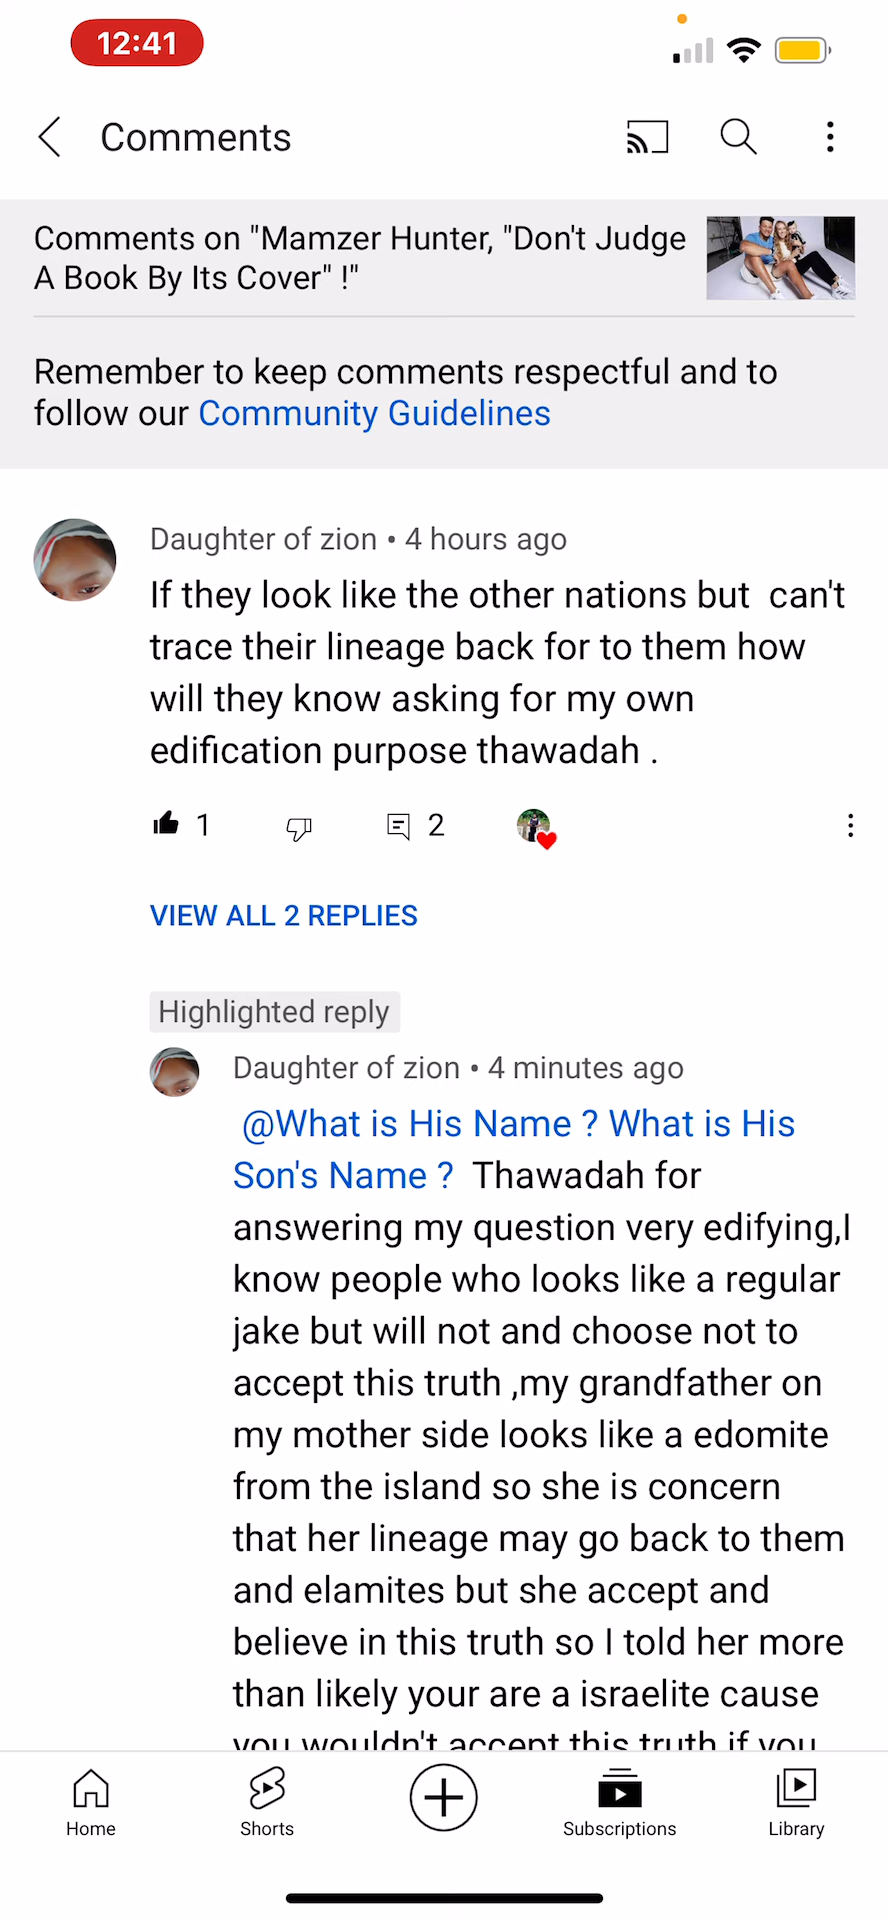 12:41
Comments
Comments on "Mamzer Hunter, "Don't Judge
A Book By Its Cover" !"
Remember to keep comments respectful and to
follow our Community Guidelines
Daughter of zion • 4 hours ago
If they look like the other nations but  can't
trace their lineage back for to them how
will they know asking for my own
edification purpose thawadah .
1
2
VIEW ALL 2 REPLIES
Highlighted reply
Daughter of zion • 4 minutes ago
@What is His Name ? What is His
Son's Name ?  Thawadah for
answering my question very edifying,I
know people who looks like a regular
jake but will not and choose not to
accept this truth ,my grandfather on
my mother side looks like a edomite
from the island so she is concern
that her lineage may go back to them
and elamites but she accept and
believe in this truth so I told her more
than likely your are a israelite cause
you wouldn't accept this truth if you
Home
Shorts
Subscriptions
Library